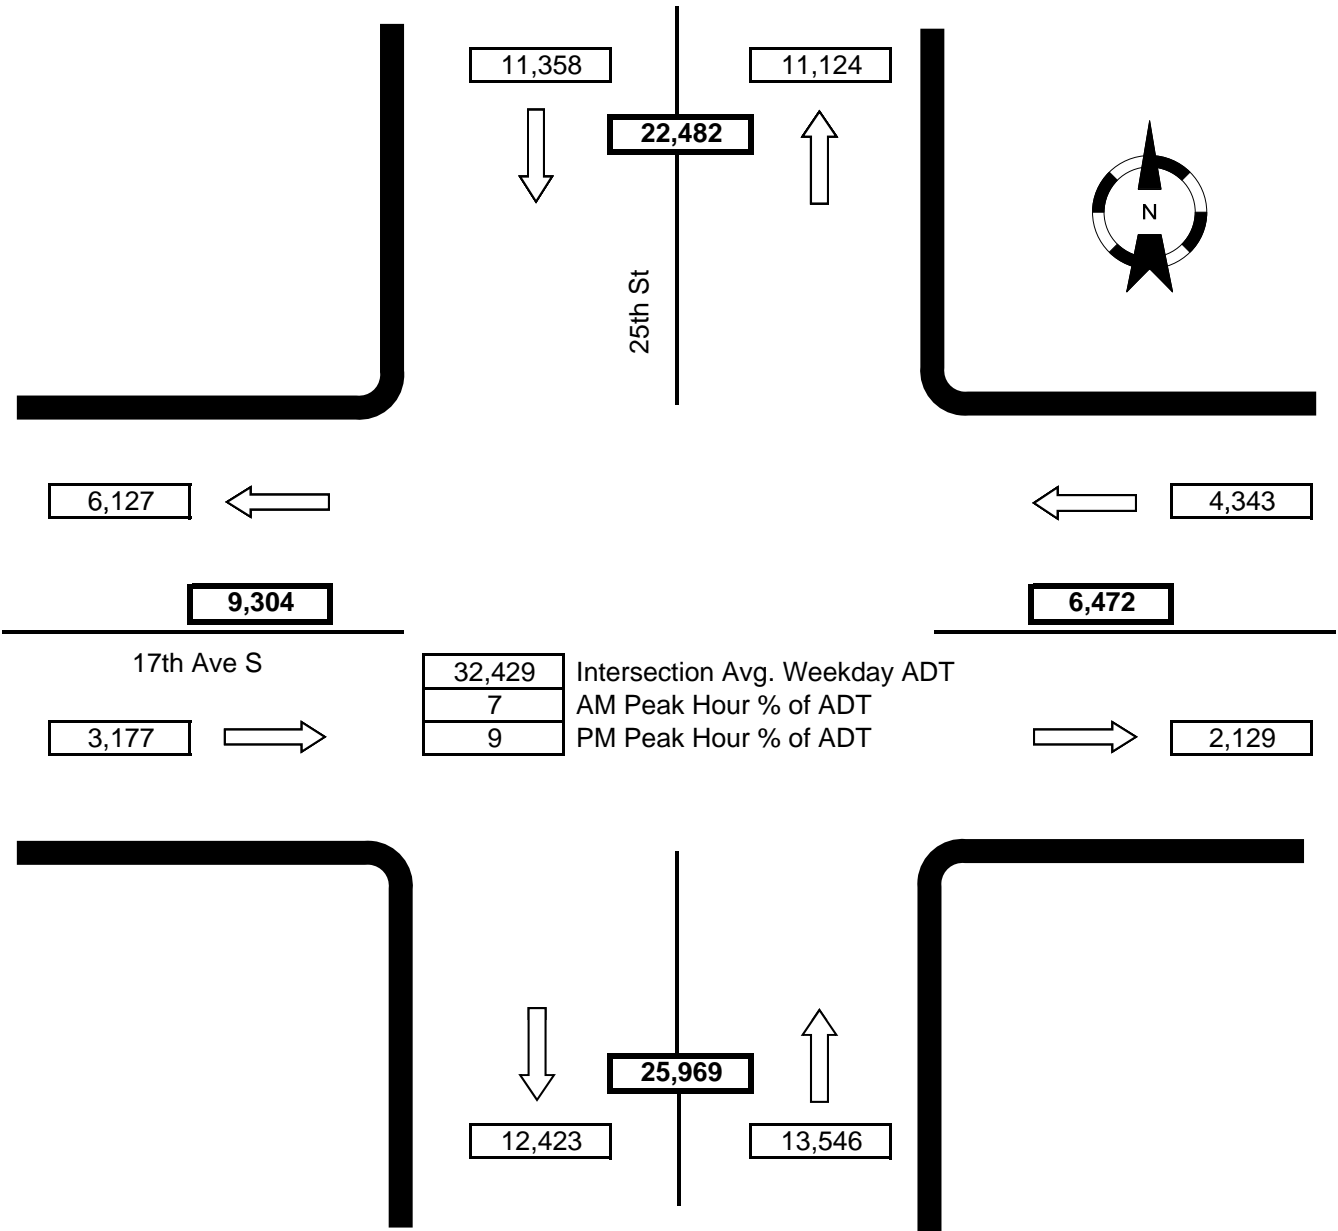 11,358
11,124
22,482
N
25th St
6,127
4,343
9,304
6,472
17th Ave S
32,429 Intersection Avg. Weekday ADT
7 AM Peak Hour % of ADT
9 PM Peak Hour % of ADT
3,177
2,129
25,969
12,423
13,546